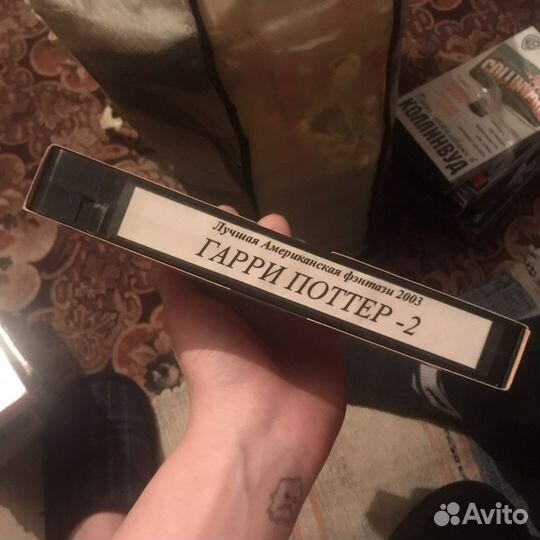 Лучшая Американская фэнтази 2003
ГАРРИ ПОТТЕР -2
КОЛЛИНВУД
Avito